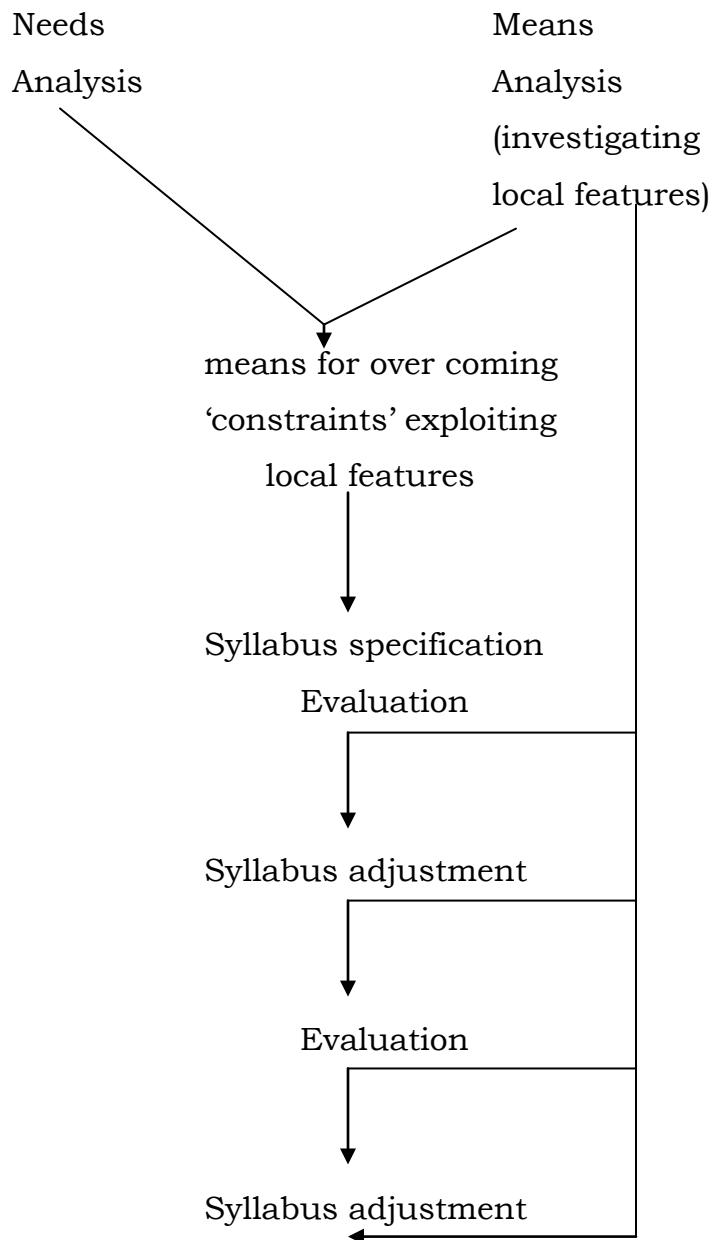 Needs
Analysis
Means
Analysis
(investigating
local features)
means for over coming
‘constraints’ exploiting
local features
Syllabus specification
Evaluation
Syllabus adjustment
Evaluation
Syllabus adjustment